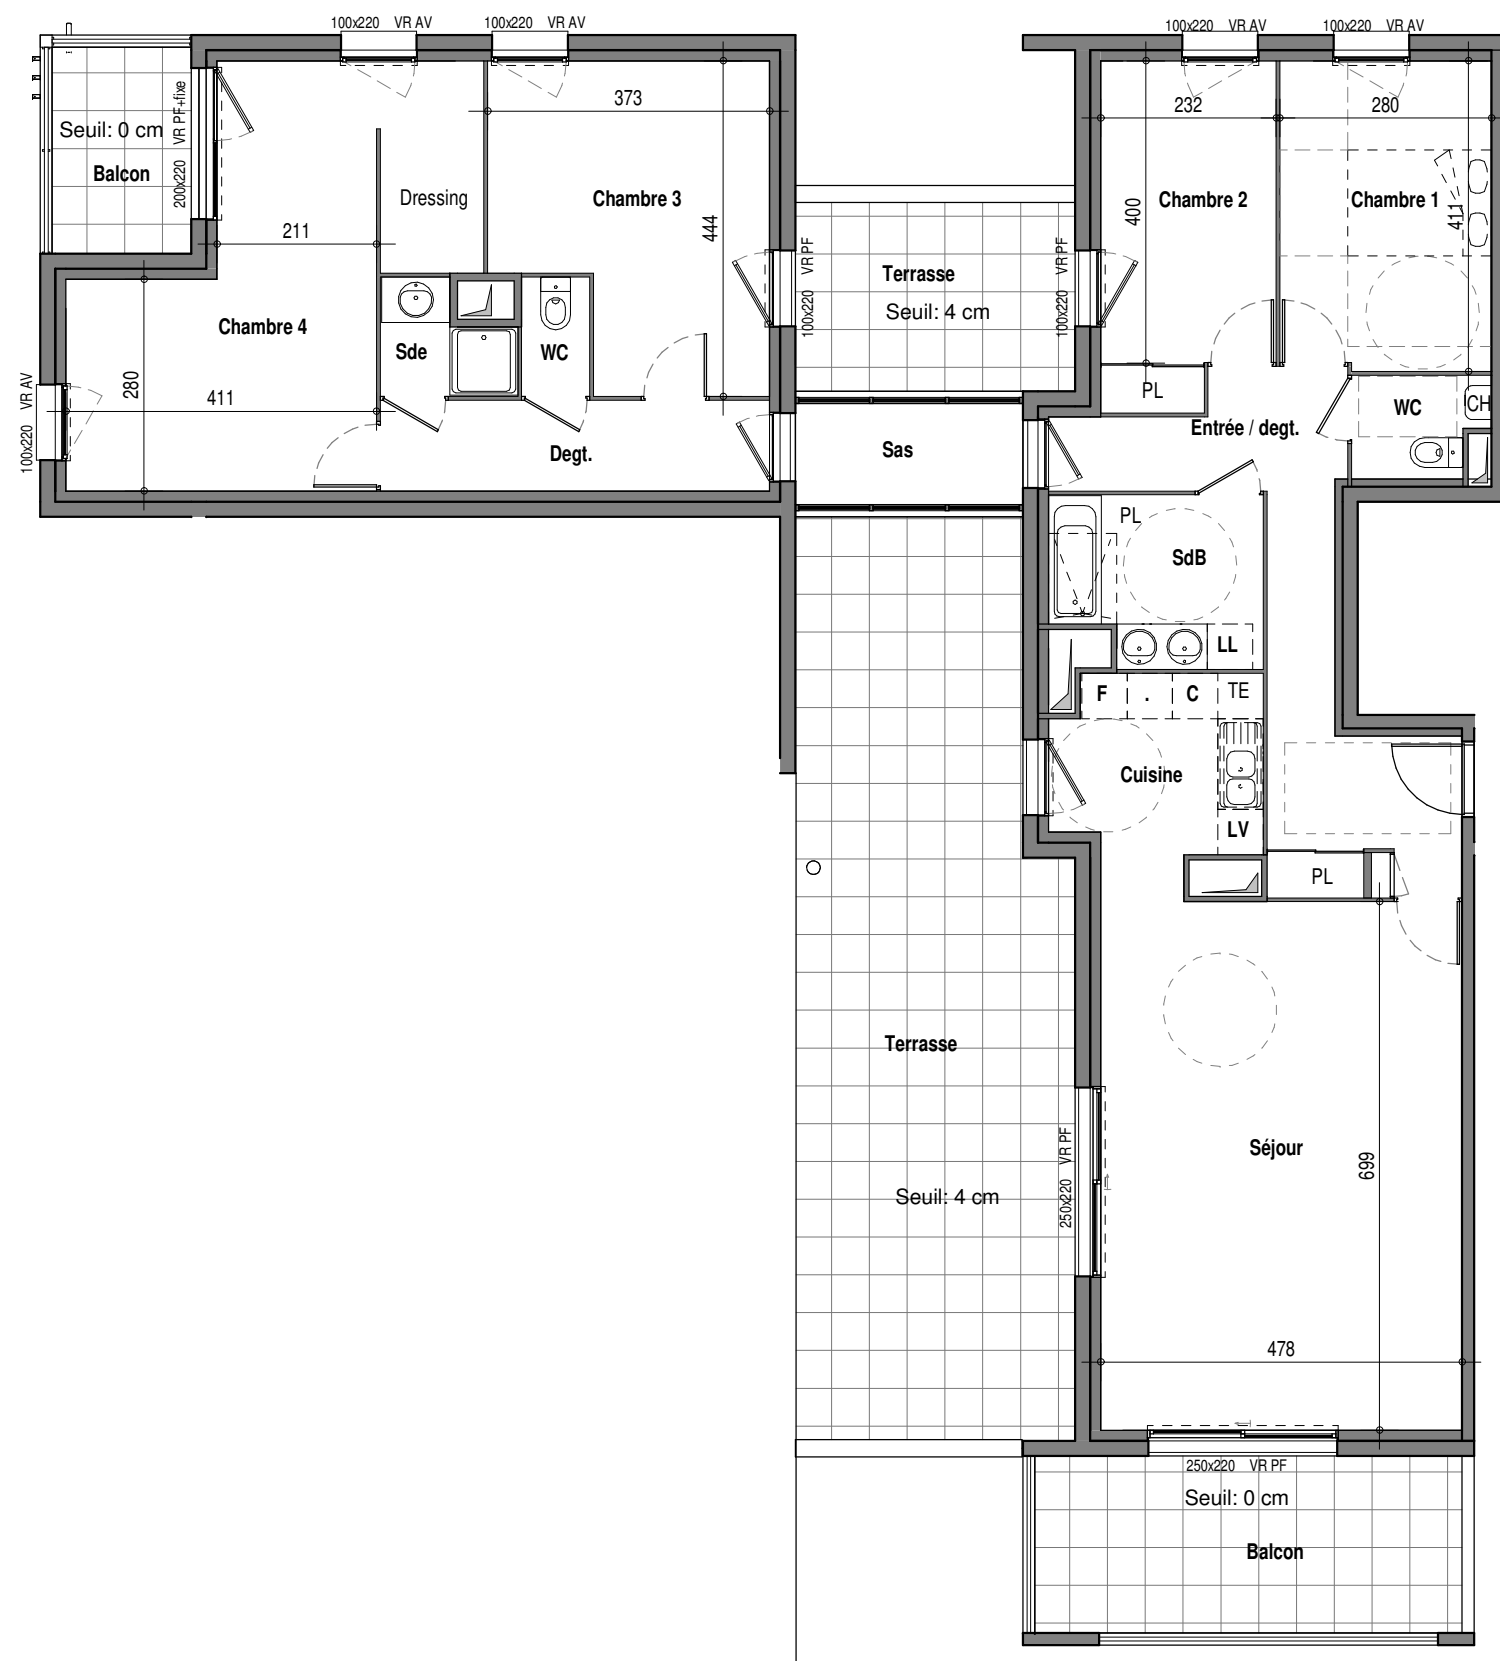 100x220 VR AV
100x220 VR AV
100x220 VR AV
100x220 VR AV
Seuil: 0 cm
Balcon
200x220 VR PF+fixe
373
232
280
Dressing
Chambre 3
444
Chambre 2
400
Chambre 1
411
211
Terrasse
Seuil: 4 cm
100x220 VR PF
100x220 VR PF
Chambre 4
Sde
WC
280
411
100x220 VR AV
PL
WC
CH
Entrée / degt.
Degt.
Sas
PL
SdB
LL
F
.
C
TE
Cuisine
LV
PL
Terrasse
Séjour
699
250x220 VR PF
Seuil: 4 cm
478
250x220 VR PF
Seuil: 0 cm
Balcon